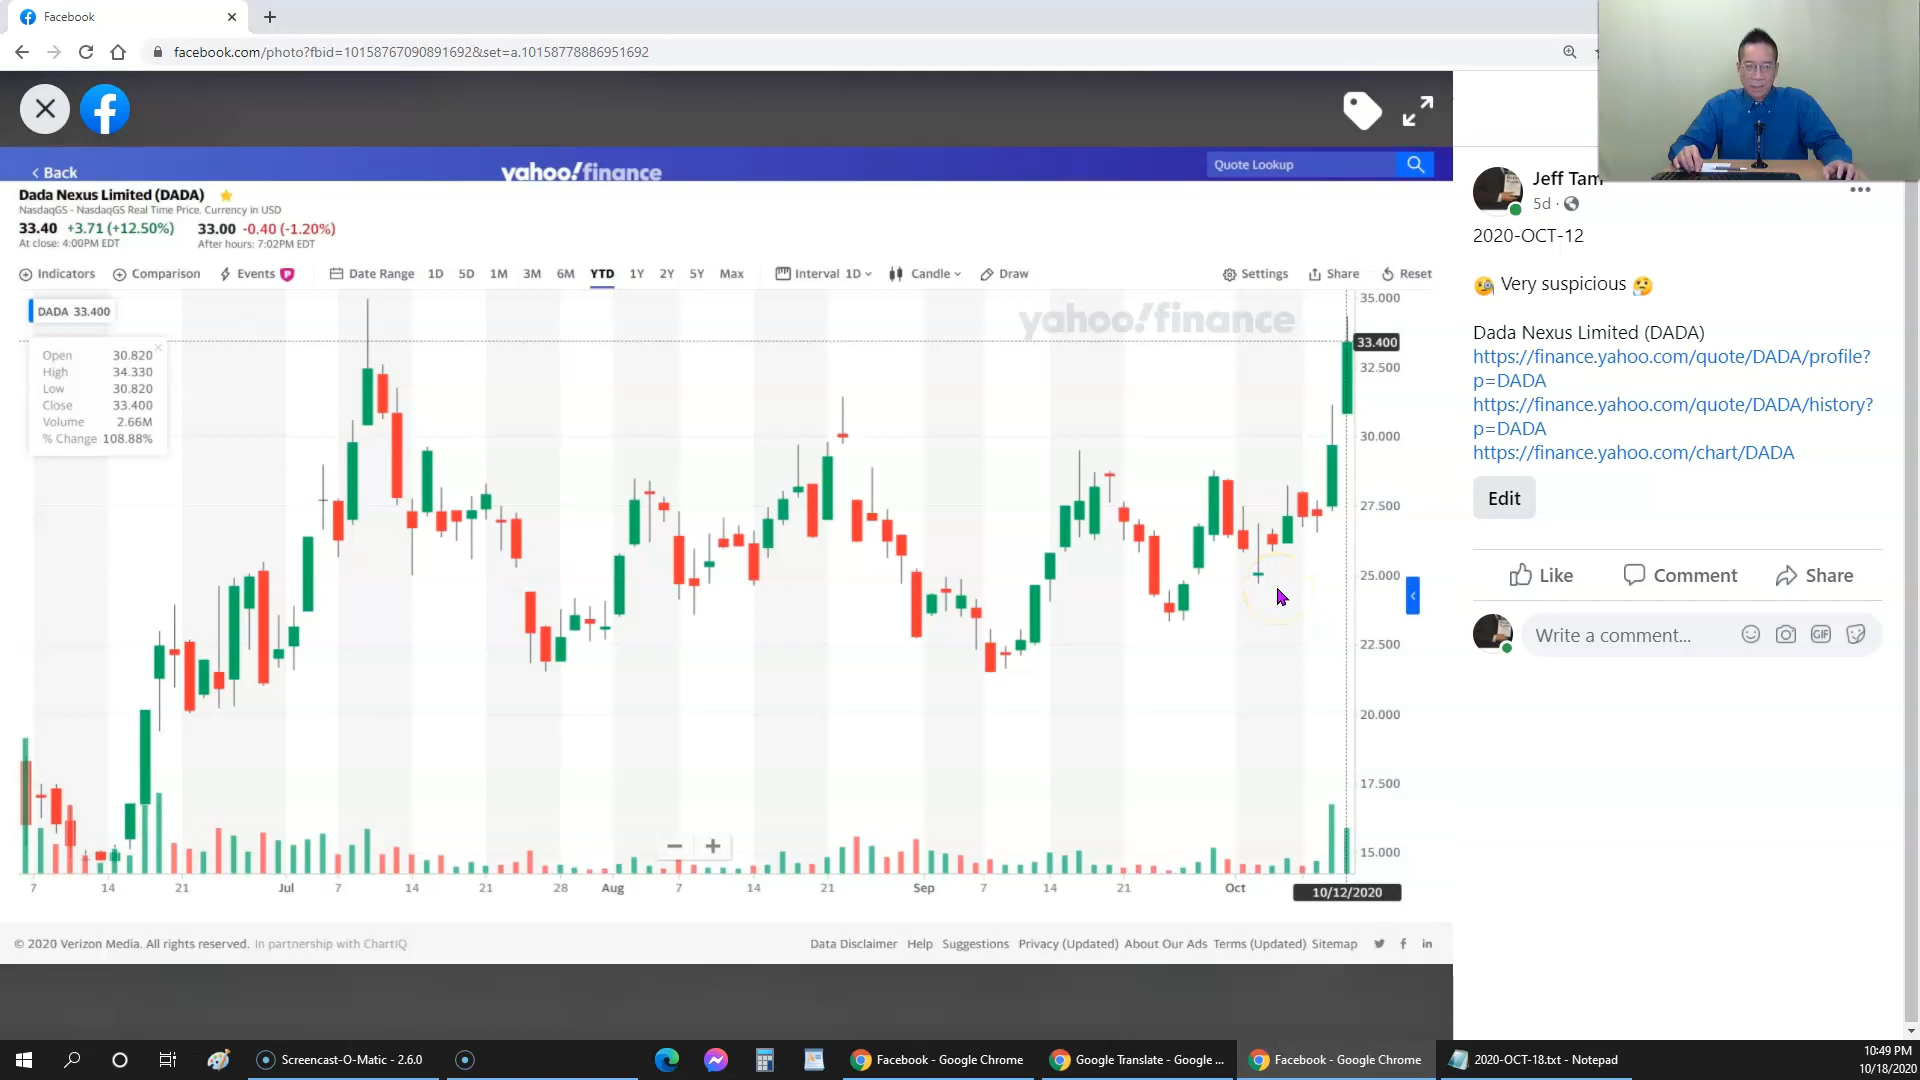 Facebook
facebook.com/photo?fbid=10158767090891692&set=a.10158778886951692
< Back
yahoo!finance
Quote Lookup
Dada Nexus Limited (DADA)
NasdaqGS - NasdaqGS Real Time Price. Currency in USD
33.40 +3.71 (+12.50%) 33.00 -0.40 (-1.20%)
At close: 4:00PM EDT After hours: 7:02PM EDT
Indicators Comparison Events P Date Range 1D 5D 1M 3M 6M YTD 1Y 2Y 5Y Max Interval 1D Candle Draw Settings Share Reset
yahoo!finance
DADA 33.400
Open 30.820
High 34.330
Low 30.820
Close 33.400
Volume 2.66M
% Change 108.88%
35.000
33.400
32.500
30.000
27.500
25.000
22.500
20.000
17.500
15.000
7 14 21 Jul 7 14 21 28 Aug 7 14 21 Sep 7 14 21 Oct 10/12/2020
© 2020 Verizon Media. All rights reserved. In partnership with ChartIQ
Data Disclaimer Help Suggestions Privacy (Updated) About Our Ads Terms (Updated) Sitemap
Jeff Tam
5d ·
2020-OCT-12
🧐 Very suspicious 🤔
Dada Nexus Limited (DADA)
https://finance.yahoo.com/quote/DADA/profile?
p=DADA
https://finance.yahoo.com/quote/DADA/history?
p=DADA
https://finance.yahoo.com/chart/DADA
Edit
Like Comment Share
Write a comment...
GIF
Screencast-O-Matic - 2.6.0
Facebook - Google Chrome
Google Translate - Google ...
Facebook - Google Chrome
2020-OCT-18.txt - Notepad
10:49 PM
10/18/2020